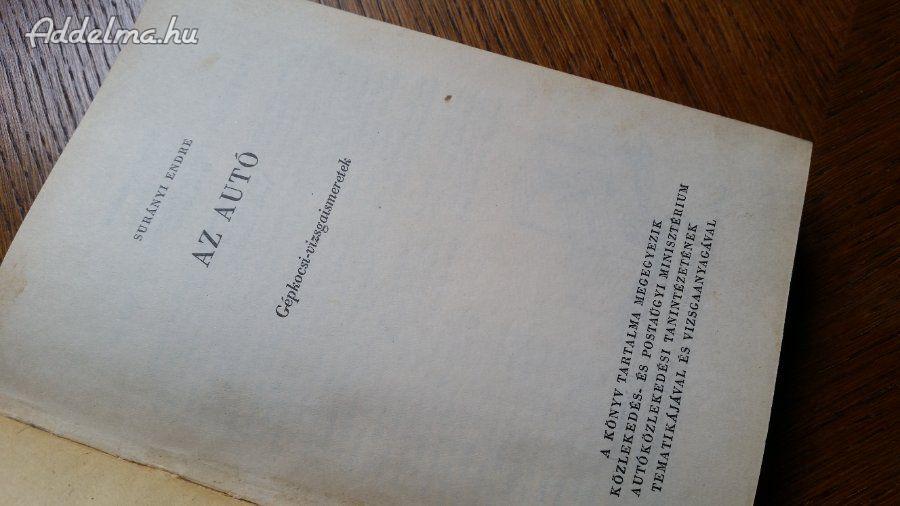 Addelma.hu
SURÁNYI ENDRE
AZ AUTÓ
Gépkocsi-vizsgaismeretek
A KÖNYV TARTALMA MEGEGYEZIK
KÖZLEKEDÉS- ÉS POSTAÜGYI MINISZTÉRIUM
AUTÓKÖZLEKEDÉSI TANINTÉZETÉNEK
TEMATIKÁJÁVAL ÉS VIZSGAANYAGÁVAL